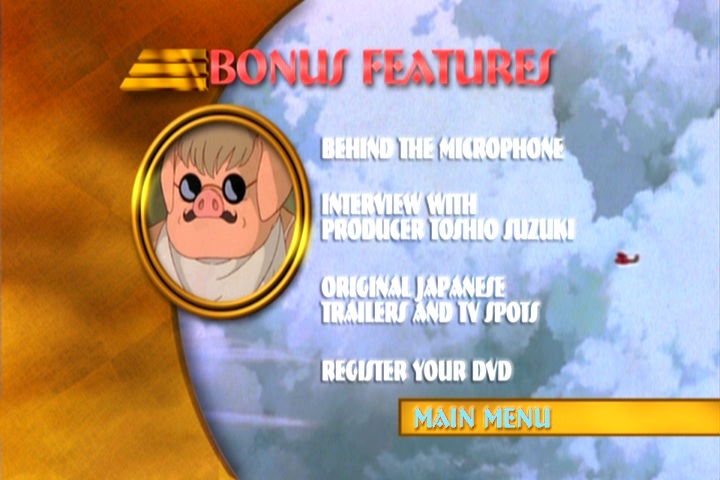 BONUS FEATURES
BEHIND THE MICROPHONE
INTERVIEW WITH
PRODUCER TOSHIO SUZUKI
ORIGINAL JAPANESE
TRAILERS AND TV SPOTS
REGISTER YOUR DVD
MAIN MENU